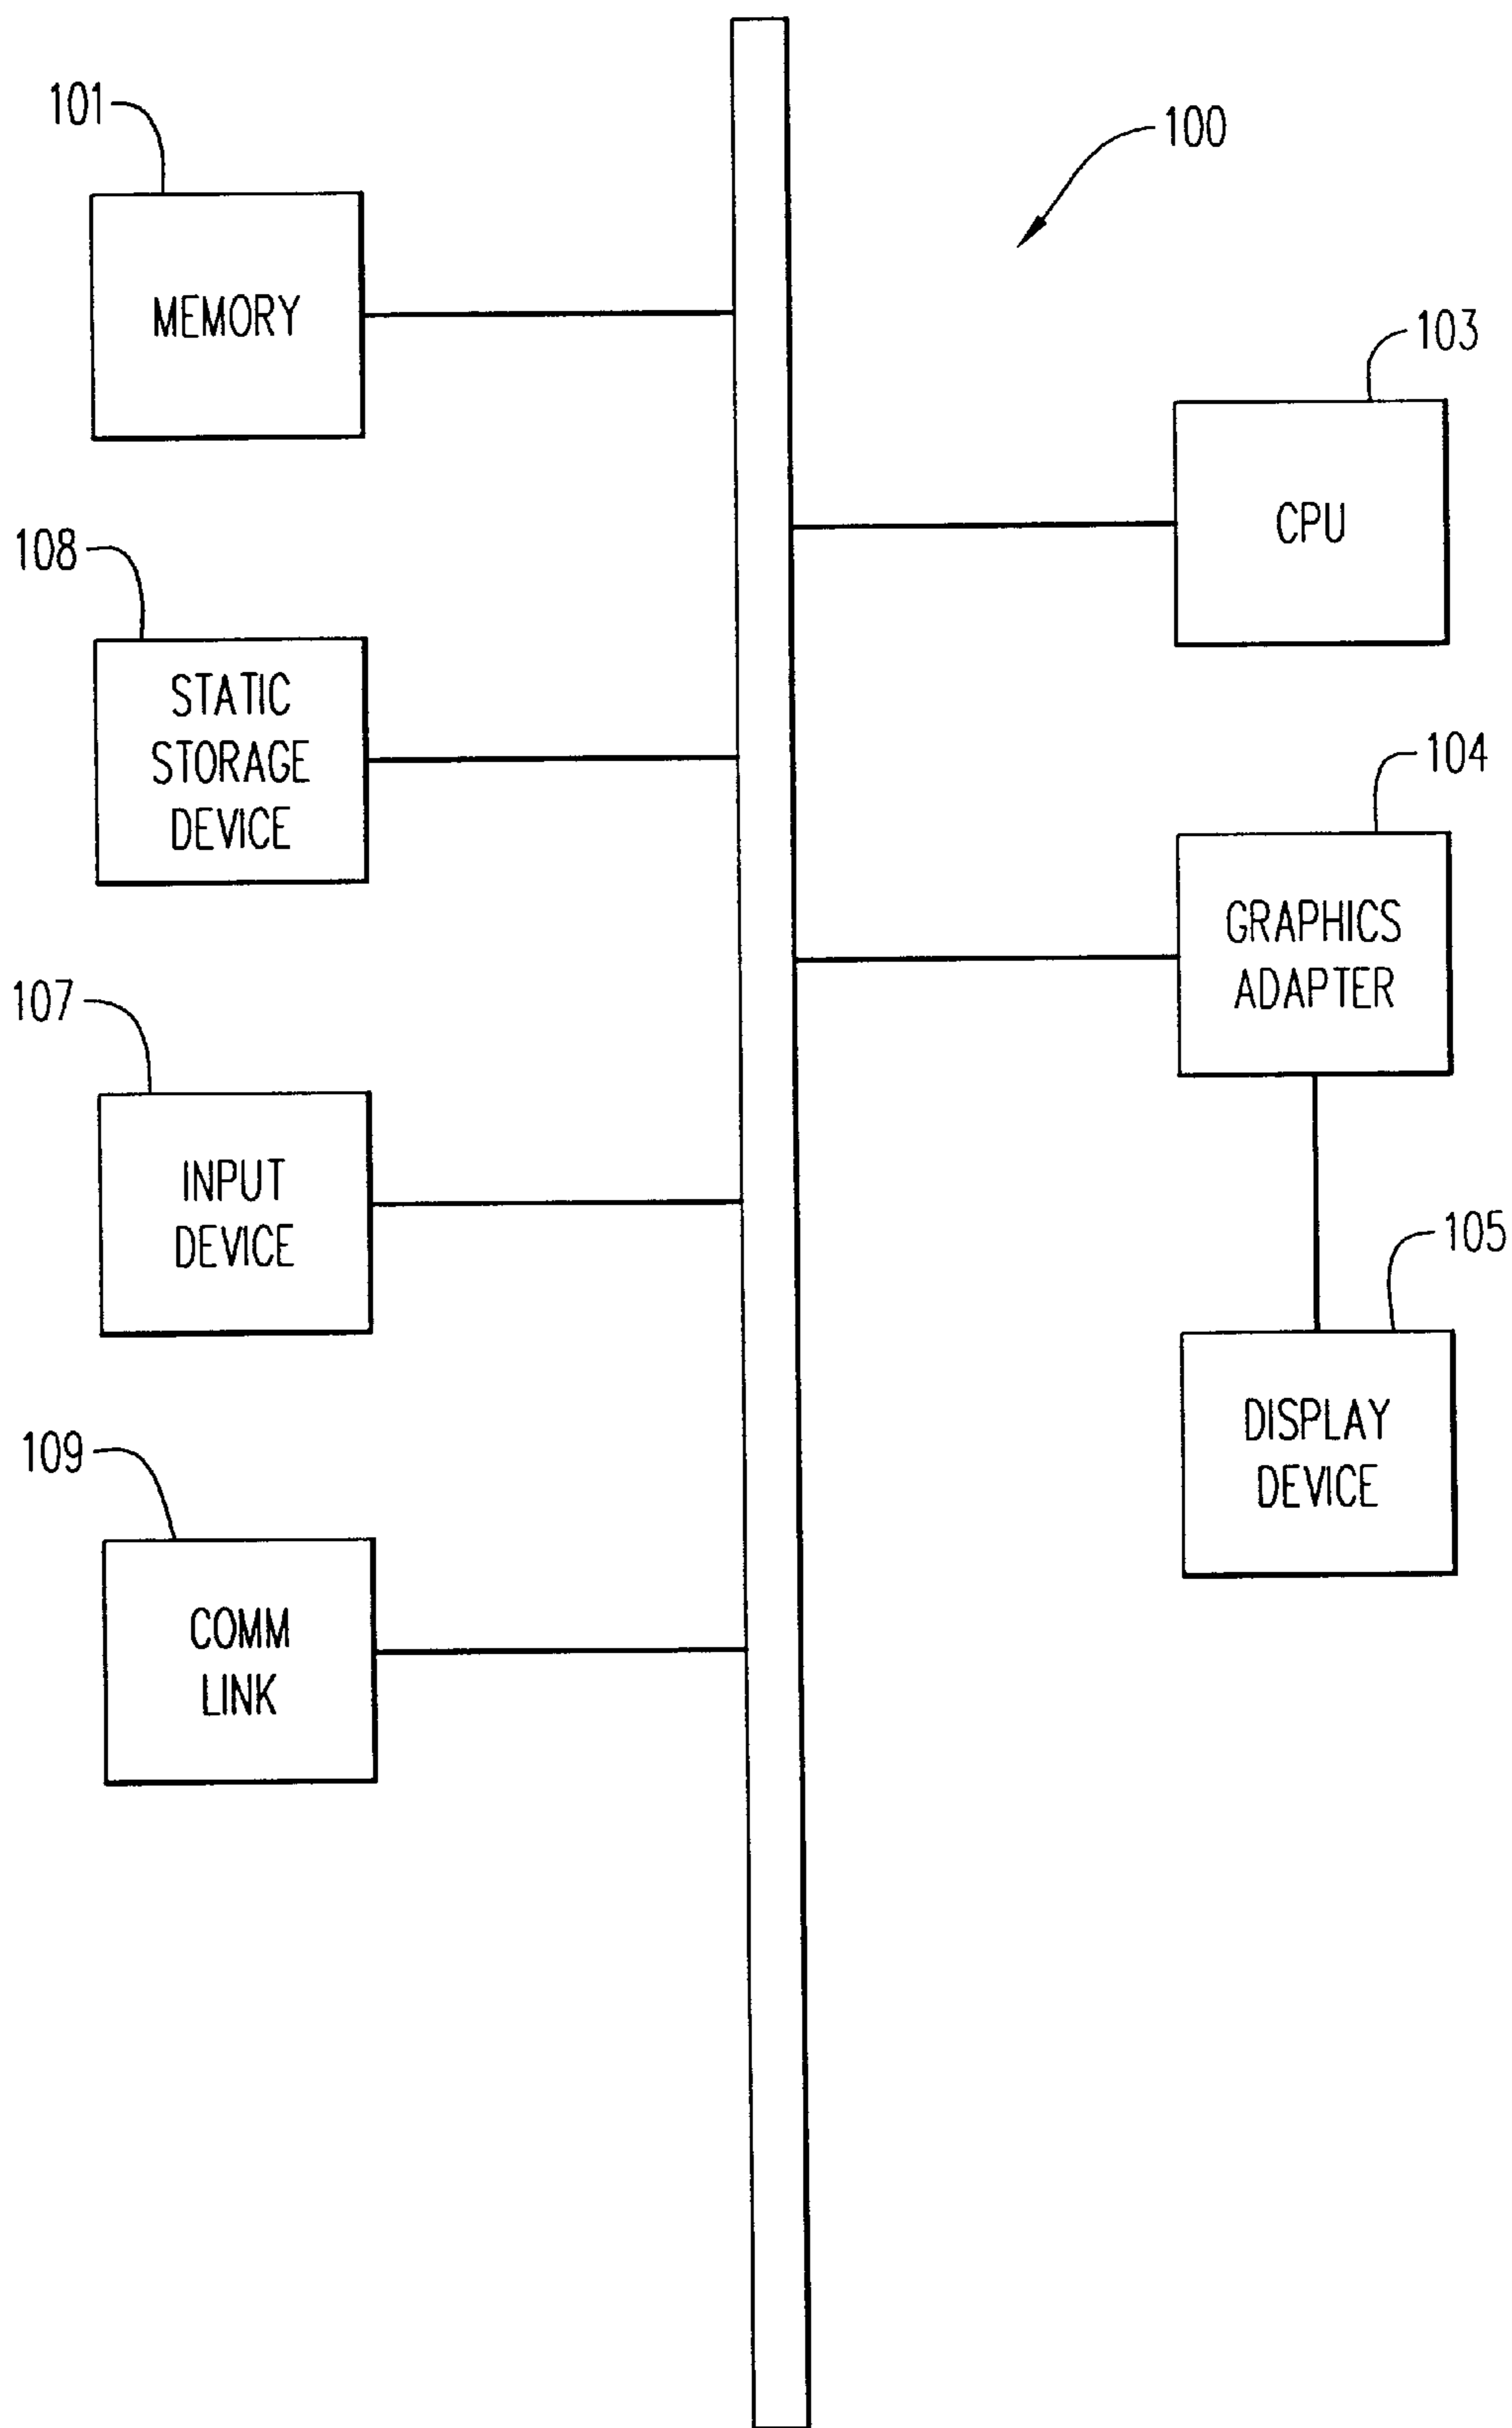 101
100
MEMORY
103
CPU
108
STATIC
STORAGE
DEVICE
104
GRAPHICS
ADAPTER
107
INPUT
DEVICE
105
DISPLAY
DEVICE
109
COMM
LINK